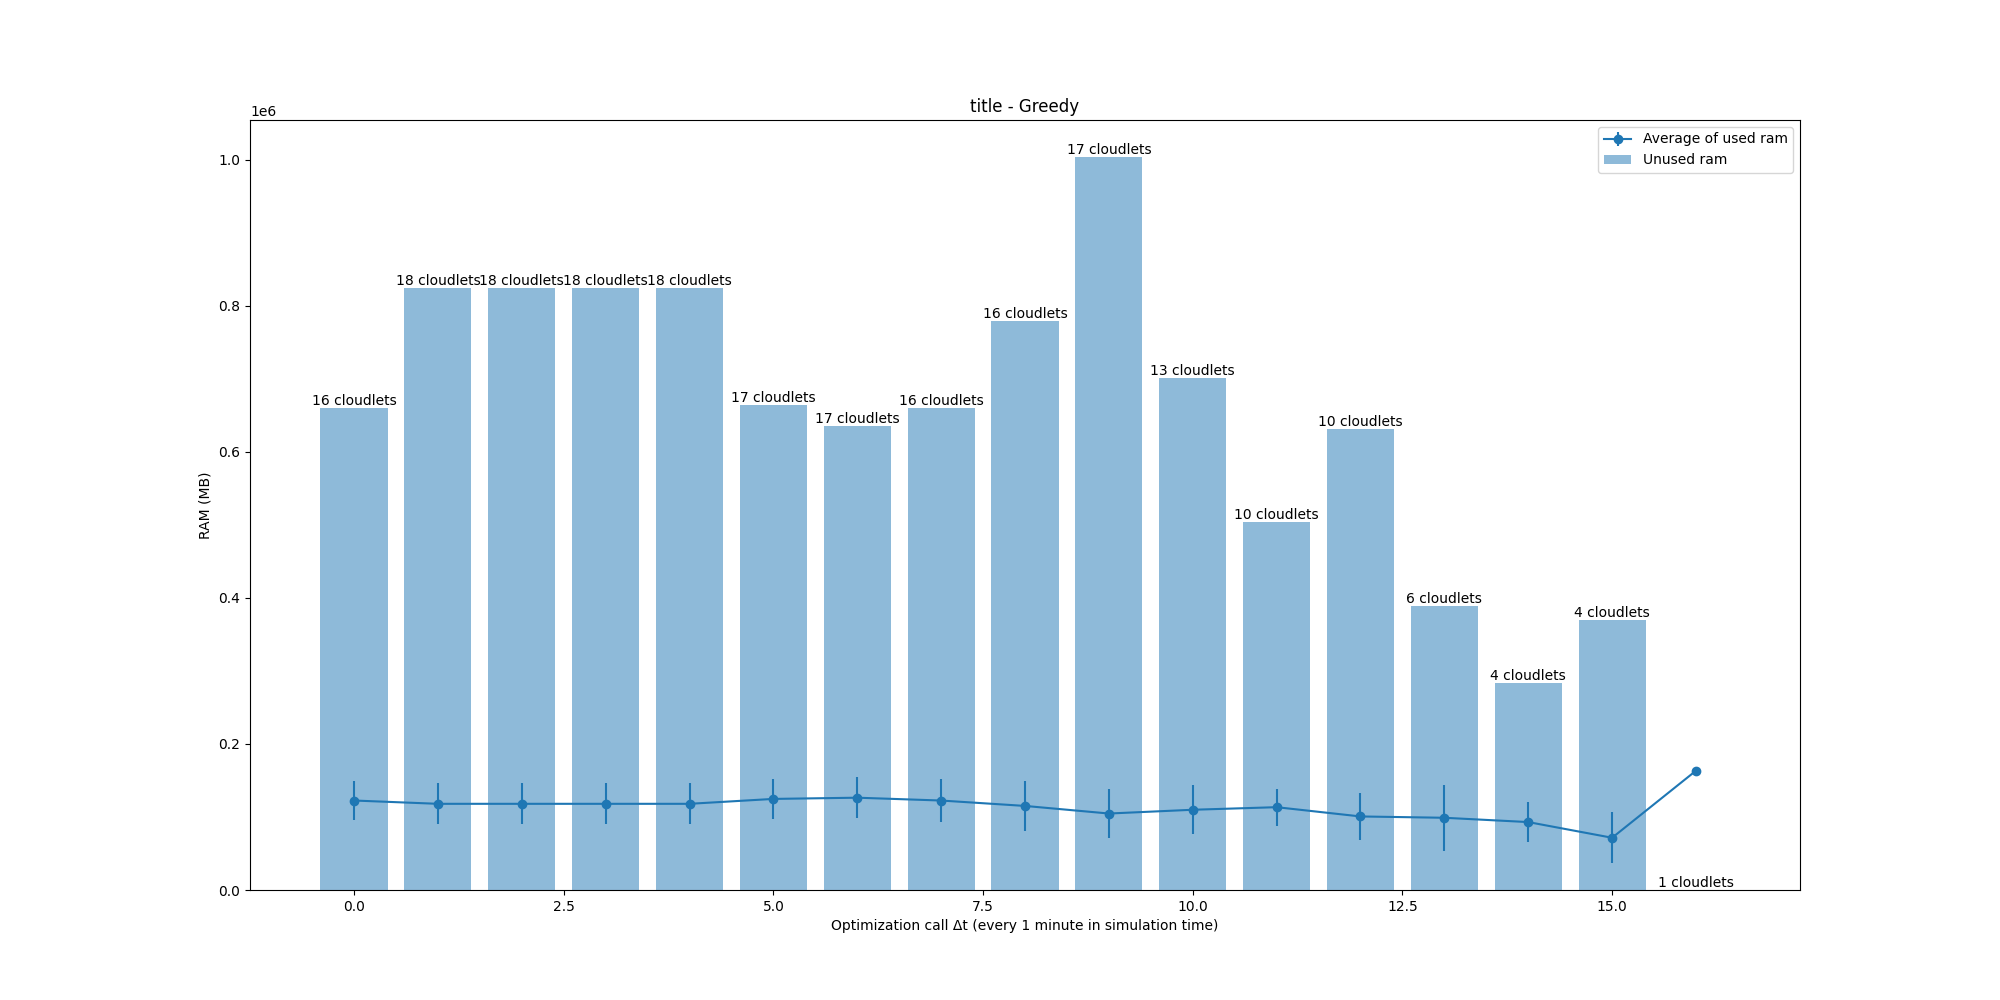 title - Greedy
1e6
Average of used ram
Unused ram
1.0
0.8
0.6
0.4
0.2
0.0
RAM (MB)
16 cloudlets
18 cloudlets
18 cloudlets
18 cloudlets
18 cloudlets
17 cloudlets
17 cloudlets
16 cloudlets
16 cloudlets
17 cloudlets
13 cloudlets
10 cloudlets
10 cloudlets
6 cloudlets
4 cloudlets
4 cloudlets
1 cloudlets
0.0 2.5 5.0 7.5 10.0 12.5 15.0
Optimization call Δt (every 1 minute in simulation time)